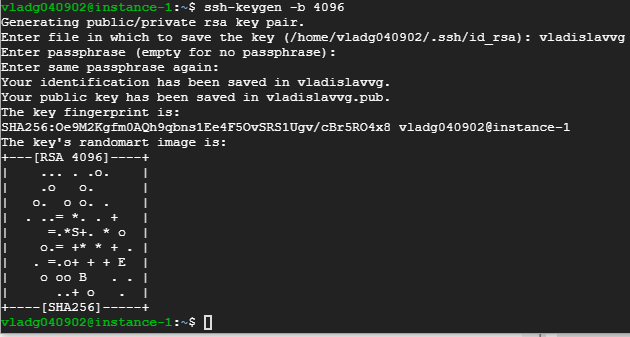 vladg040902@instance-1:~$ ssh-keygen -b 4096
Generating public/private rsa key pair.
Enter file in which to save the key (/home/vladg040902/.ssh/id_rsa): vladislavvg
Enter passphrase (empty for no passphrase):
Enter same passphrase again:
Your identification has been saved in vladislavvg.
Your public key has been saved in vladislavvg.pub.
The key fingerprint is:
SHA256:Oe9M2Kgfm0AQh9qbns1Ee4F5OvSRS1Ugv/cBr5RO4x8 vladg040902@instance-1
The key's randomart image is:
+---[RSA 4096]----+
|    ... . .o.    |
|    .o   o.      |
|   o.  o o. .    |
|  . ..= *. . +   |
|     =.*S+. * o  |
|    o.= +* * + . |
|   . =.o+ + + E  |
|    o oo B   . . |
|      ..+ o   .  |
+----[SHA256]-----+
vladg040902@instance-1:~$